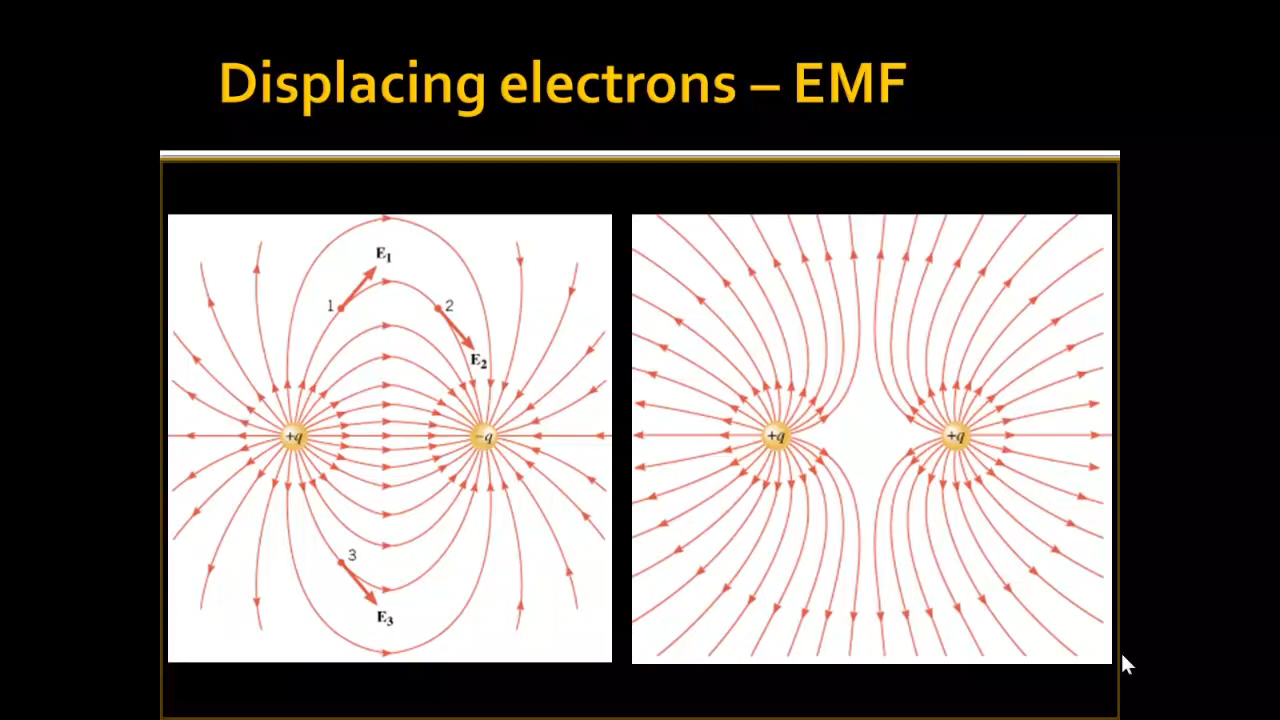 Displacing electrons – EMF
E₁
1
2
E₂
+q
−q
3
E₃
+q
+q